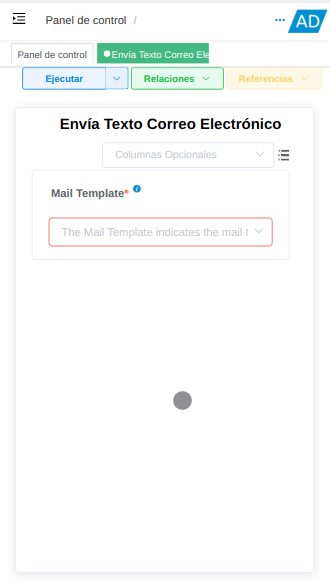 Panel de control /
AD
Panel de control
Envía Texto Correo Ele
Ejecutar
Relaciones
Referencias
Envía Texto Correo Electrónico
Columnas Opcionales
Mail Template*
The Mail Template indicates the mail t